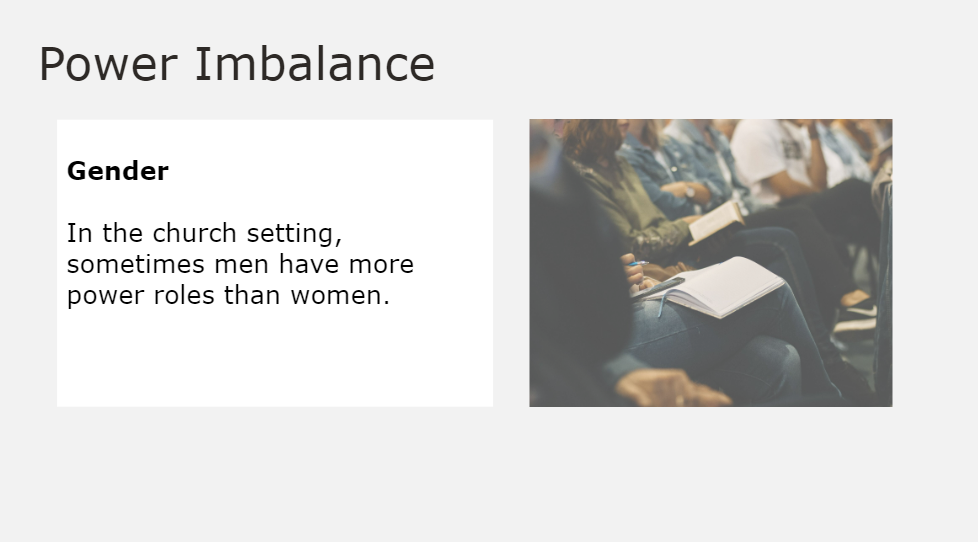 Power Imbalance
Gender
In the church setting,
sometimes men have more
power roles than women.